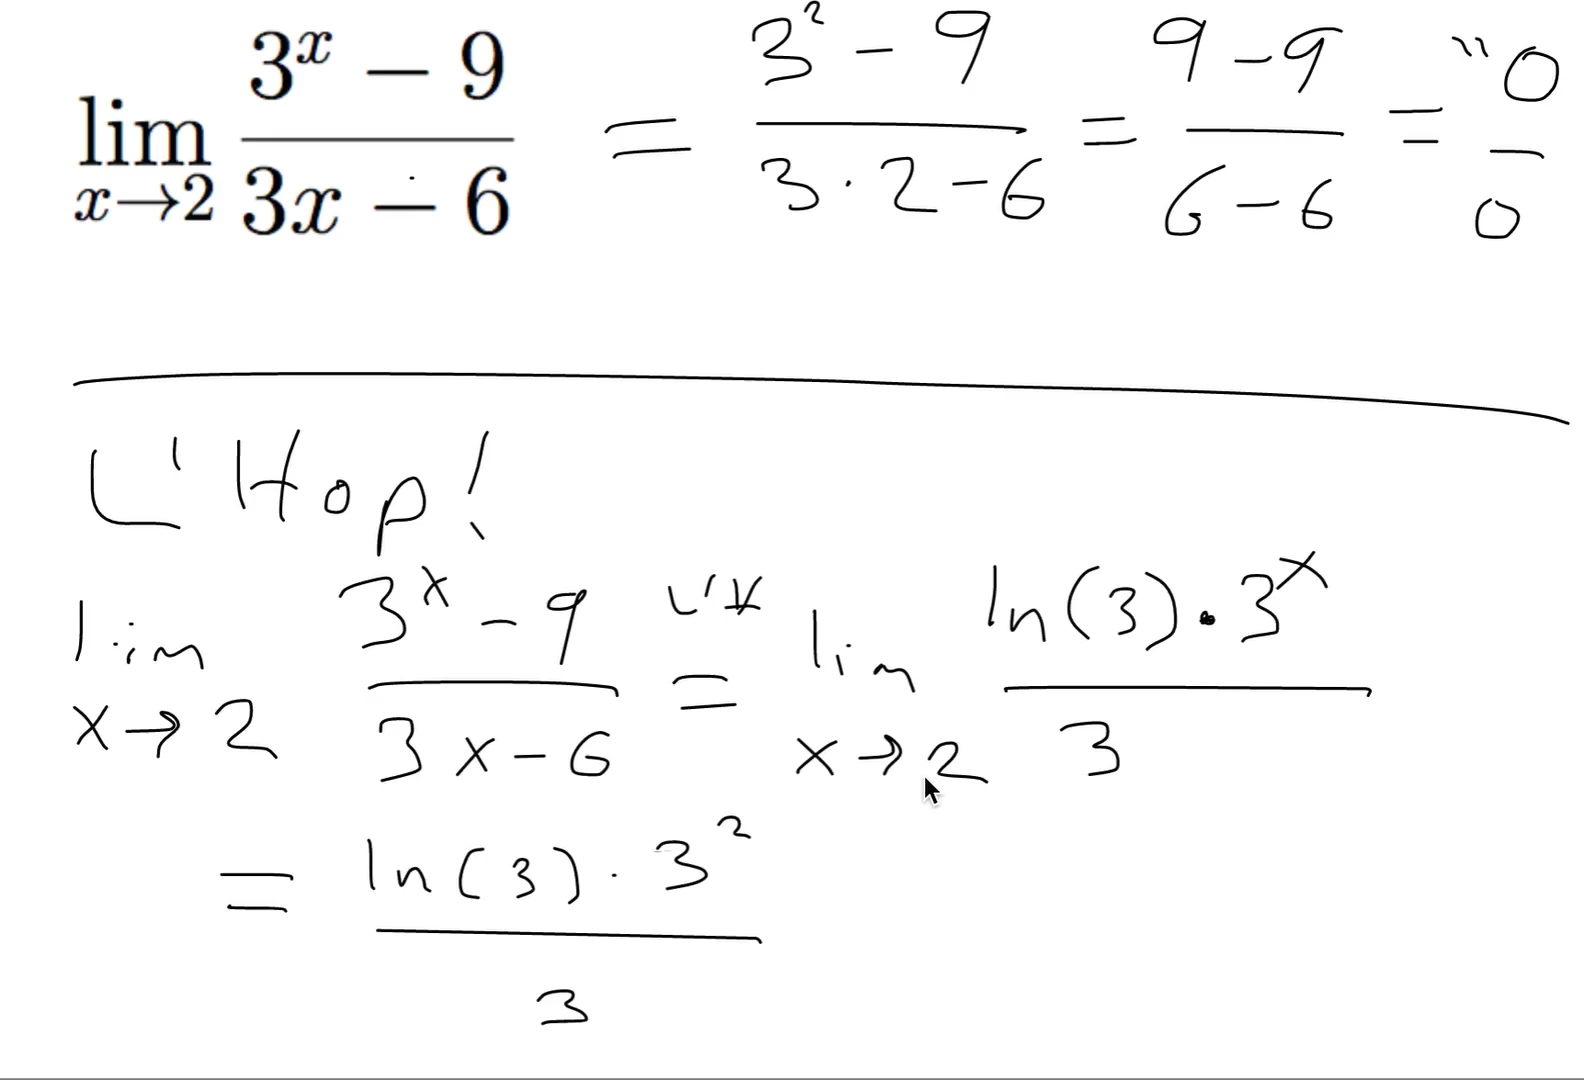 lim x→2 (3^x − 9)/(3x − 6) = (3^2 − 9)/(3·2 − 6) = (9 − 9)/(6 − 6) = "0/0
L'Hop!
lim x→2 (3^x − 9)/(3x − 6) L'H = lim x→2 (ln(3)·3^x)/3
= (ln(3)·3^2)/3